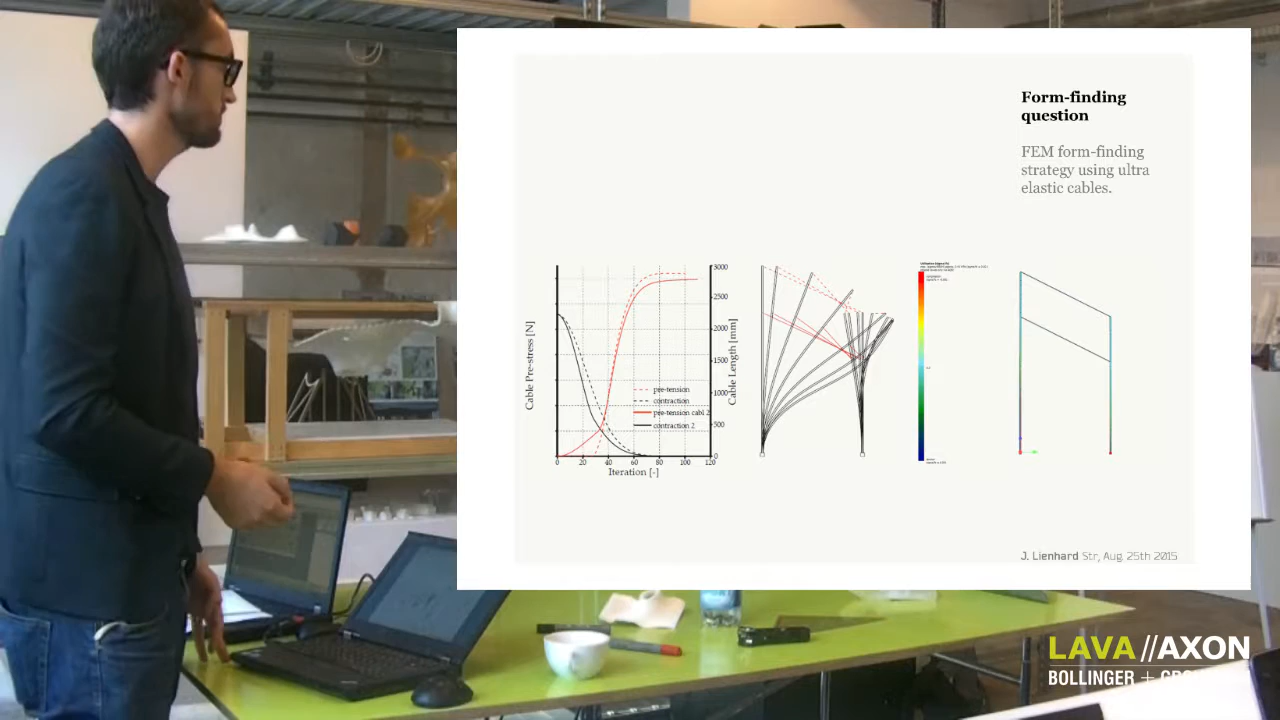 Form-finding
question
FEM form-finding
strategy using ultra
elastic cables.
Cable Pre-stress [N]
3000
2500
2000
1500
1000
500
0
Cable Length [mm]
pre-tension
contraction
pre-tension cabl 2
contraction 2
0 20 40 60 80 100 120
Iteration [-]
J. Lienhard Str, Aug. 25th 2015
LAVA//AXON
BOLLINGER +